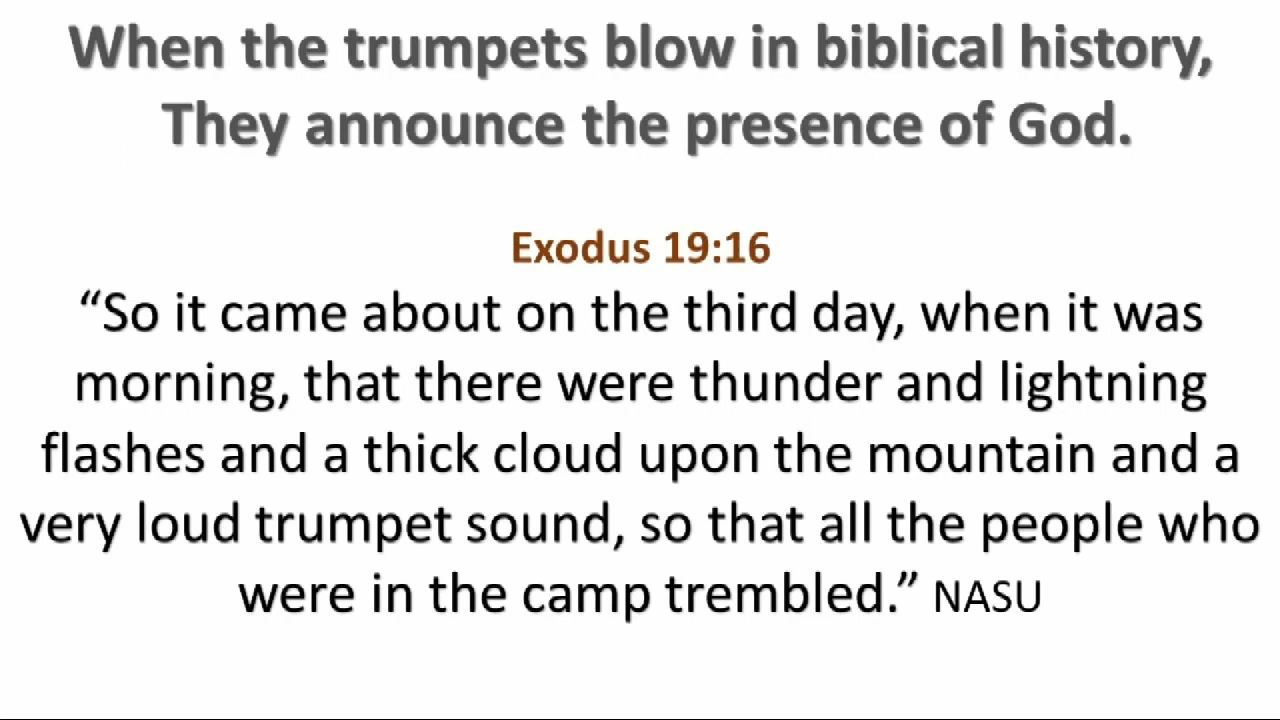 When the trumpets blow in biblical history,
They announce the presence of God.
Exodus 19:16
“So it came about on the third day, when it was
morning, that there were thunder and lightning
flashes and a thick cloud upon the mountain and a
very loud trumpet sound, so that all the people who
were in the camp trembled.” NASU